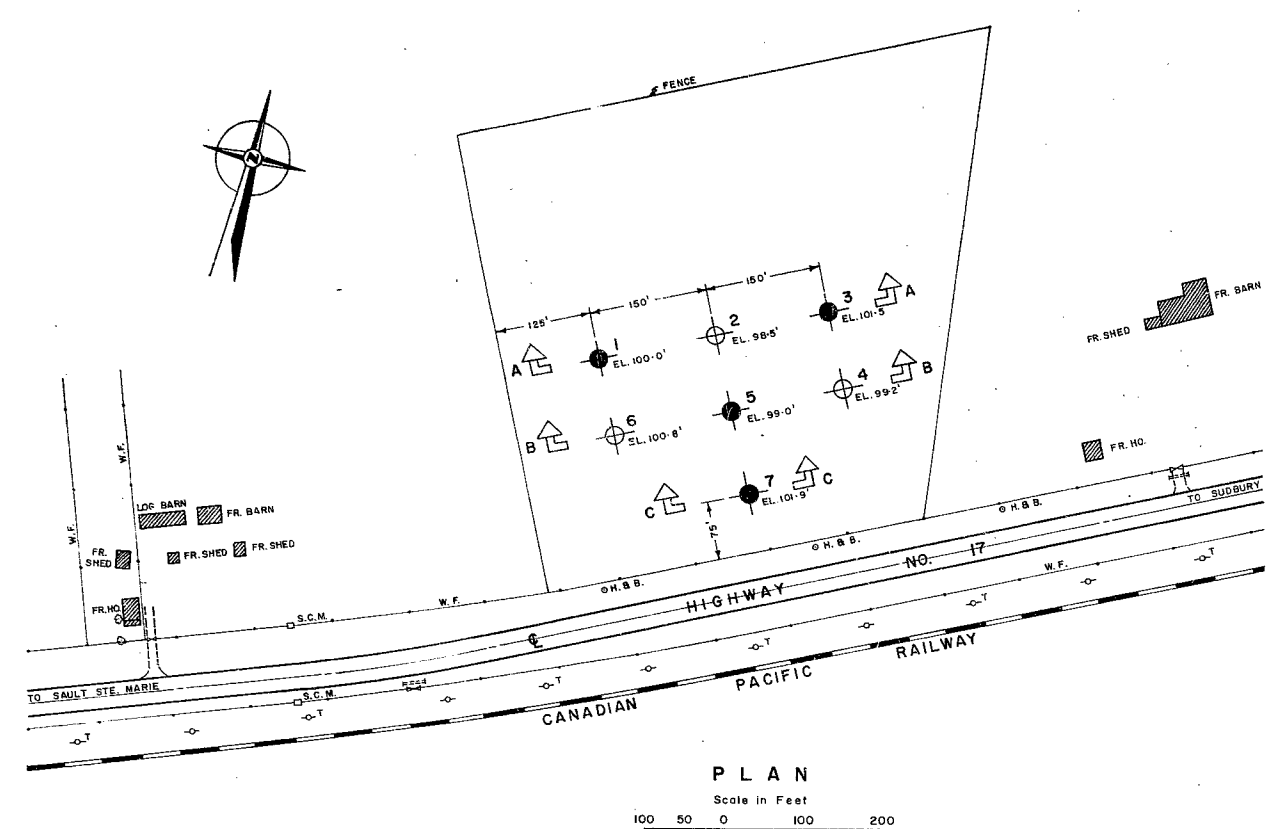 FENCE
N
150'
150'
125'
3
A
EL. 101·5
2
EL. 98·5'
1
EL. 100·0'
A
FR. BARN
FR. SHED
4
EL. 99·2'
B
5
EL. 99·0'
6
EL. 100·8'
B
FR. HO.
7
EL. 101·9'
C
C
75'
W.F.
W.F.
LOG BARN
FR. BARN
FR. SHED
FR. SHED
FR. SHED
FR. HO.
TO SUDBURY
H. & B.
H. & B.
H. & B.
HIGHWAY NO. 17
W.F.
W.F.
S.C.M.
℄
TO SAULT STE. MARIE
S.C.M.
T
T
T
T
T
T
CANADIAN PACIFIC RAILWAY
PLAN
Scale in Feet
100 50 0 100 200